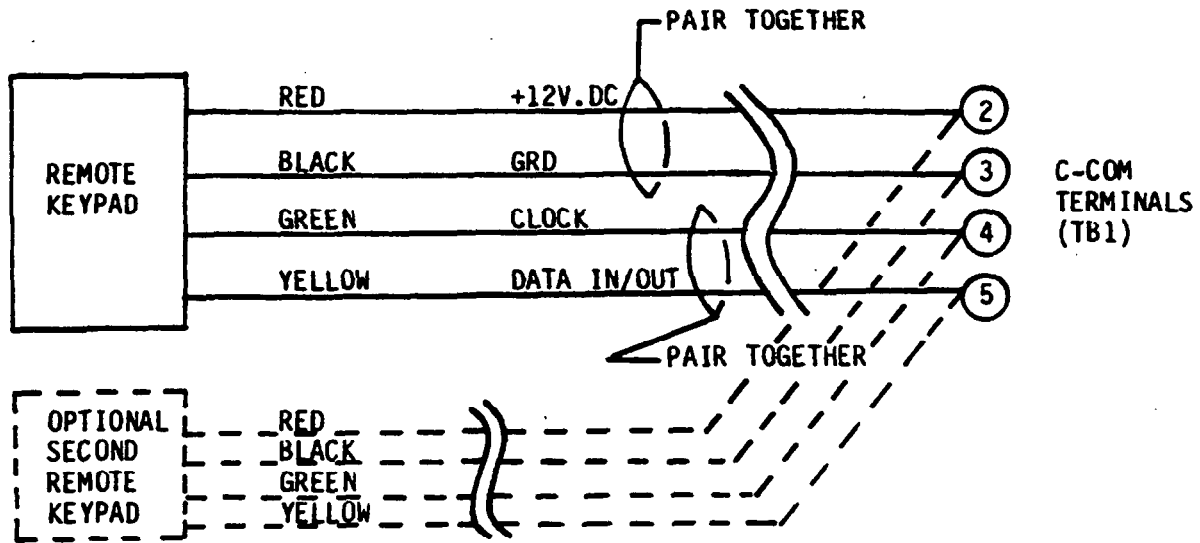 PAIR TOGETHER
RED +12V.DC 2
REMOTE KEYPAD
BLACK GRD 3
C-COM
TERMINALS
(TB1)
GREEN CLOCK 4
YELLOW DATA IN/OUT 5
PAIR TOGETHER
OPTIONAL RED
SECOND BLACK
REMOTE GREEN
KEYPAD YELLOW